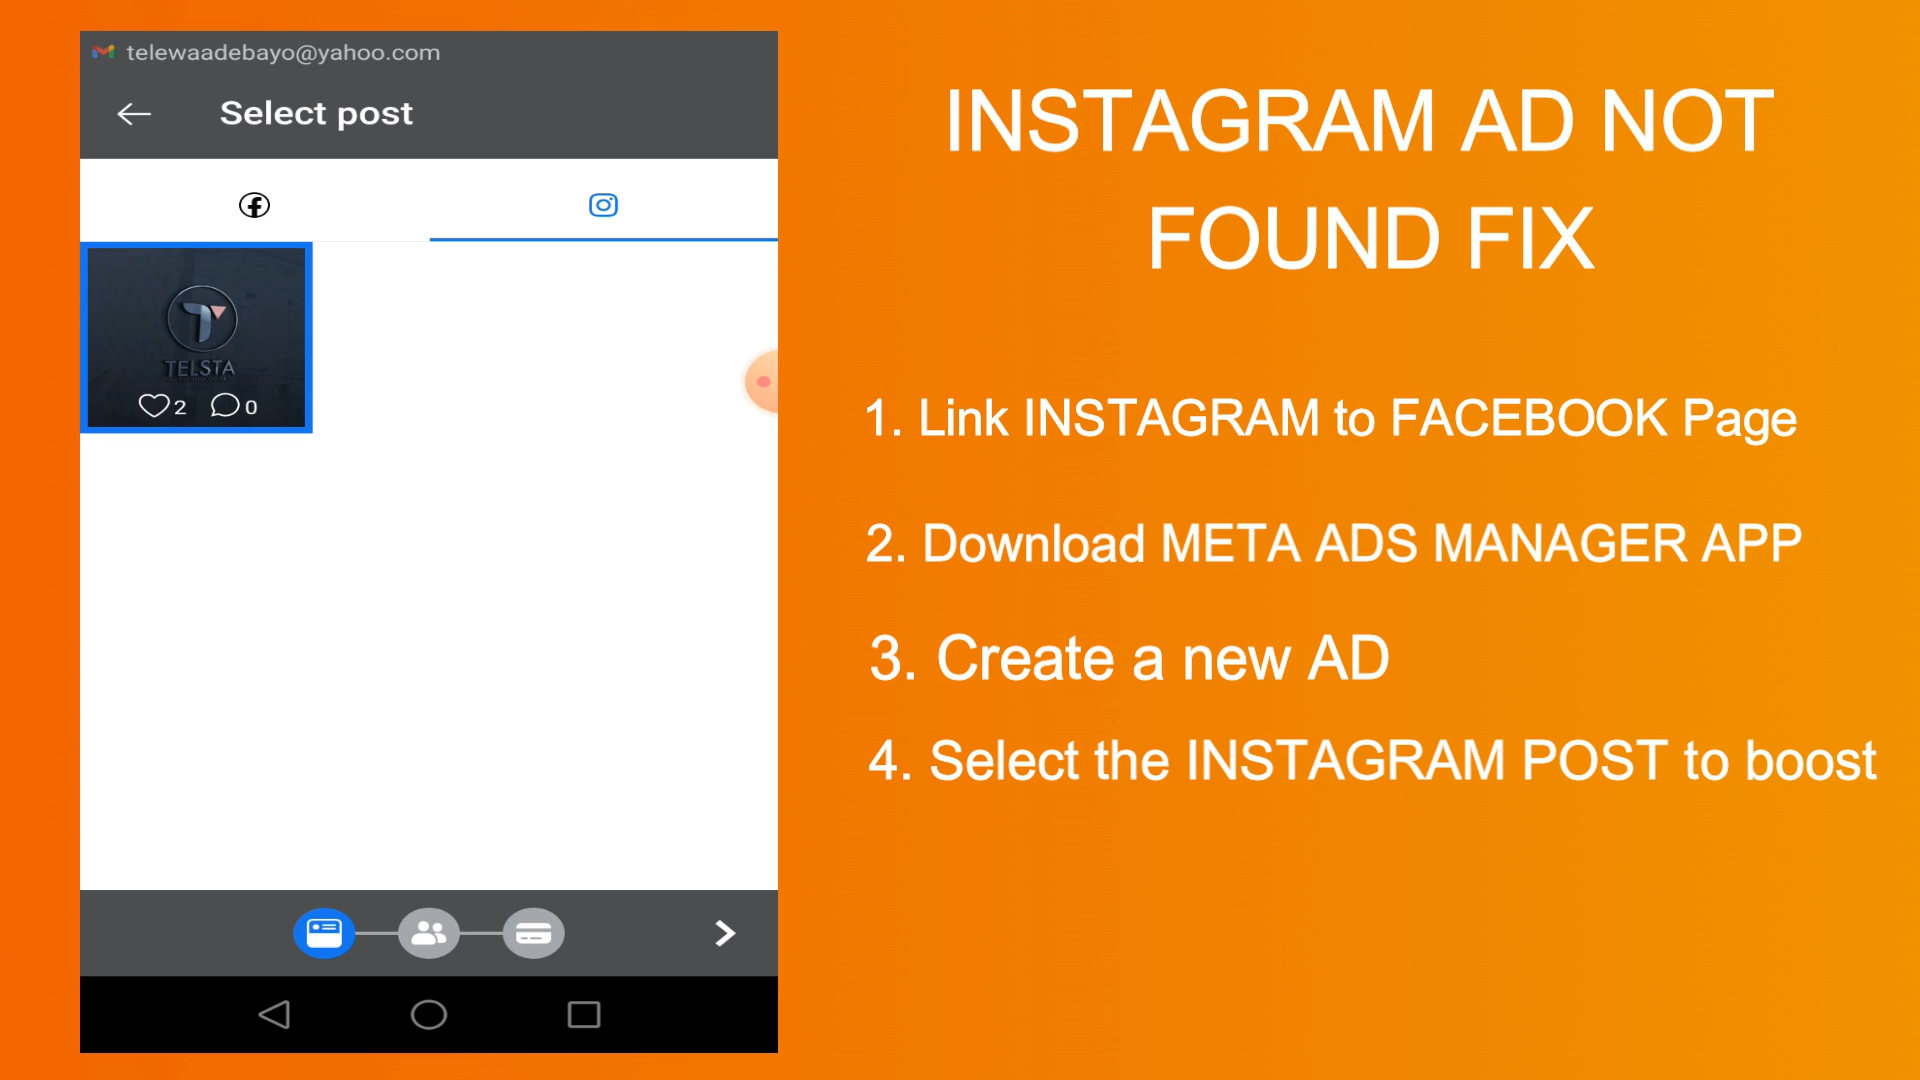 telewaadebayo@yahoo.com
Select post
TELSTA
2
0
INSTAGRAM AD NOT
FOUND FIX
1. Link INSTAGRAM to FACEBOOK Page
2. Download META ADS MANAGER APP
3. Create a new AD
4. Select the INSTAGRAM POST to boost